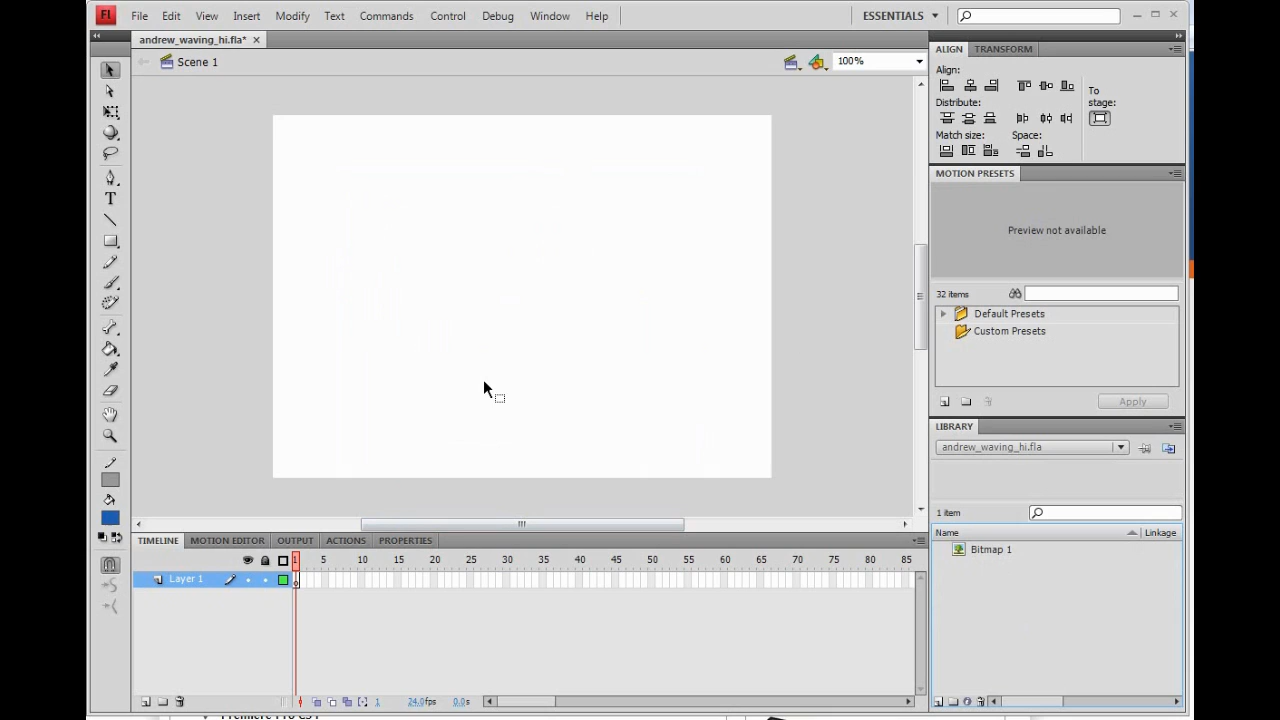 Fl File Edit View Insert Modify Text Commands Control Debug Window Help ESSENTIALS
andrew_waving_hi.fla*
Scene 1 100%
ALIGN TRANSFORM
Align:
To stage:
Distribute:
Match size: Space:
MOTION PRESETS
Preview not available
32 items
Default Presets
Custom Presets
Apply
LIBRARY
andrew_waving_hi.fla
1 item
Name Linkage
Bitmap 1
T
TIMELINE MOTION EDITOR OUTPUT ACTIONS PROPERTIES
1 5 10 15 20 25 30 35 40 45 50 55 60 65 70 75 80 85
Layer 1
1 24.0fps 0.0s